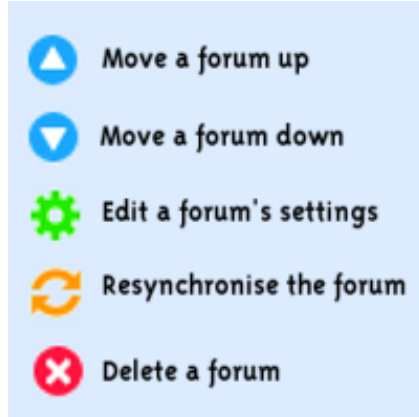 Move a forum up
Move a forum down
Edit a forum's settings
Resynchronise the forum
Delete a forum